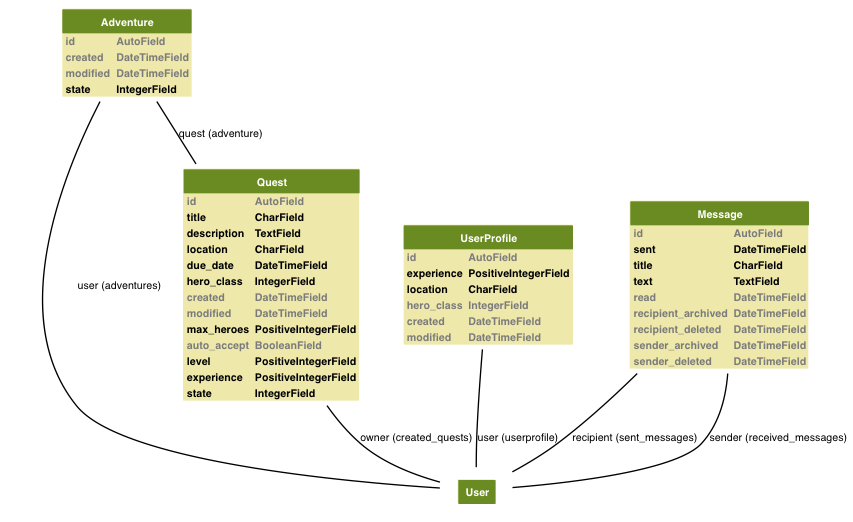 Adventure
id AutoField
created DateTimeField
modified DateTimeField
state IntegerField
quest (adventure)
Quest
id AutoField
title CharField
description TextField
location CharField
due_date DateTimeField
hero_class IntegerField
created DateTimeField
modified DateTimeField
max_heroes PositiveIntegerField
auto_accept BooleanField
level PositiveIntegerField
experience PositiveIntegerField
state IntegerField
UserProfile
id AutoField
experience PositiveIntegerField
location CharField
hero_class IntegerField
created DateTimeField
modified DateTimeField
Message
id AutoField
sent DateTimeField
title CharField
text TextField
read DateTimeField
recipient_archived DateTimeField
recipient_deleted DateTimeField
sender_archived DateTimeField
sender_deleted DateTimeField
user (adventures)
owner (created_quests)
user (userprofile)
recipient (sent_messages)
sender (received_messages)
User